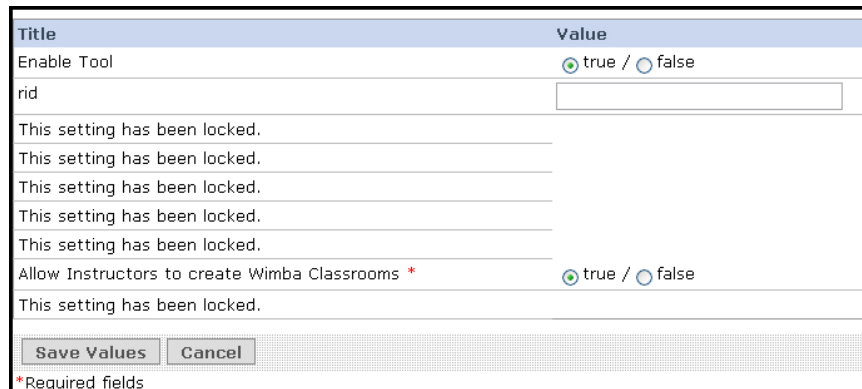 Title Value
Enable Tool true / false
rid
This setting has been locked.
This setting has been locked.
This setting has been locked.
This setting has been locked.
This setting has been locked.
Allow Instructors to create Wimba Classrooms * true / false
This setting has been locked.
Save Values Cancel
*Required fields